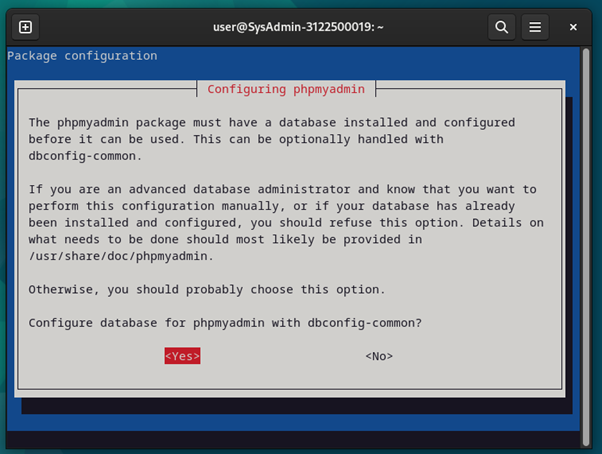 user@SysAdmin-3122500019: ~
Package configuration
Configuring phpmyadmin
The phpmyadmin package must have a database installed and configured
before it can be used. This can be optionally handled with
dbconfig-common.
If you are an advanced database administrator and know that you want to
perform this configuration manually, or if your database has already
been installed and configured, you should refuse this option. Details on
what needs to be done should most likely be provided in
/usr/share/doc/phpmyadmin.
Otherwise, you should probably choose this option.
Configure database for phpmyadmin with dbconfig-common?
<Yes> <No>